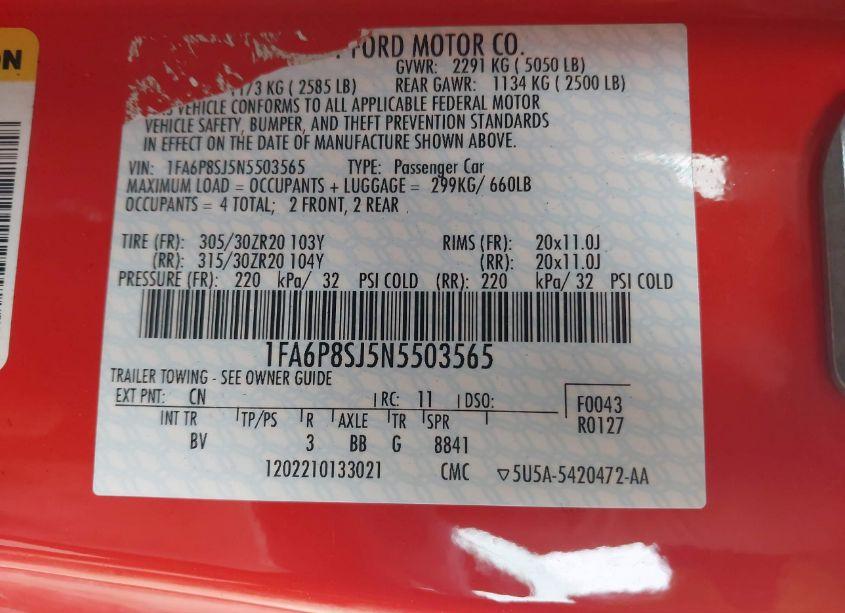 ON
FORD MOTOR CO.
GVWR: 2291 KG ( 5050 LB)
1173 KG ( 2585 LB) REAR GAWR: 1134 KG ( 2500 LB)
VEHICLE CONFORMS TO ALL APPLICABLE FEDERAL MOTOR
VEHICLE SAFETY, BUMPER, AND THEFT PREVENTION STANDARDS
IN EFFECT ON THE DATE OF MANUFACTURE SHOWN ABOVE.
VIN: 1FA6P8SJ5N5503565 TYPE: Passenger Car
MAXIMUM LOAD = OCCUPANTS + LUGGAGE = 299KG/ 660LB
OCCUPANTS = 4 TOTAL; 2 FRONT, 2 REAR
TIRE (FR): 305/30ZR20 103Y RIMS (FR): 20x11.0J
(RR): 315/30ZR20 104Y (RR): 20x11.0J
PRESSURE (FR): 220 kPa/ 32 PSI COLD (RR): 220 kPa/ 32 PSI COLD
1FA6P8SJ5N5503565
TRAILER TOWING - SEE OWNER GUIDE
EXT PNT: CN RC: 11 DSO: F0043
INT TR TP/PS R AXLE TR SPR R0127
BV 3 BB G 8841
1202210133021 CMC ▽5U5A-5420472-AA